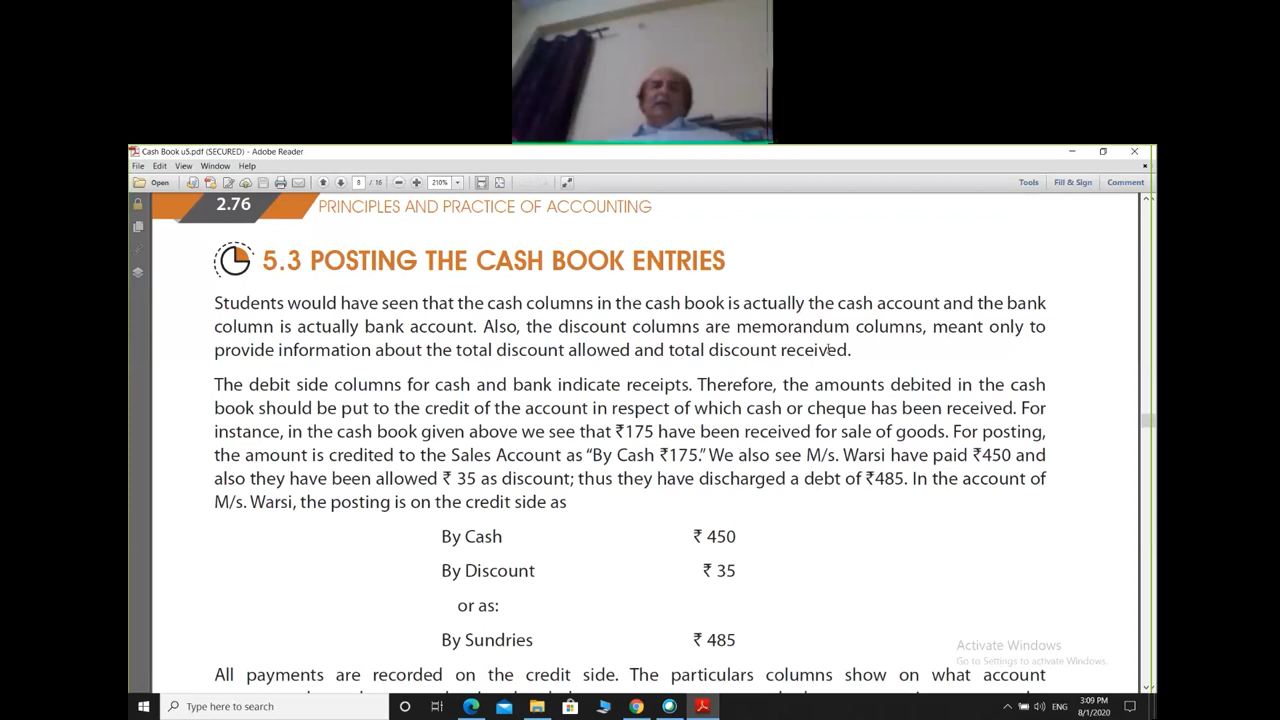 Cash Book u5.pdf (SECURED) - Adobe Reader
File Edit View Window Help
Open 8 / 16 210% Tools Fill & Sign Comment
2.76 PRINCIPLES AND PRACTICE OF ACCOUNTING
5.3 POSTING THE CASH BOOK ENTRIES
Students would have seen that the cash columns in the cash book is actually the cash account and the bank
column is actually bank account. Also, the discount columns are memorandum columns, meant only to
provide information about the total discount allowed and total discount received.
The debit side columns for cash and bank indicate receipts. Therefore, the amounts debited in the cash
book should be put to the credit of the account in respect of which cash or cheque has been received. For
instance, in the cash book given above we see that ₹175 have been received for sale of goods. For posting,
the amount is credited to the Sales Account as “By Cash ₹175.” We also see M/s. Warsi have paid ₹450 and
also they have been allowed ₹ 35 as discount; thus they have discharged a debt of ₹485. In the account of
M/s. Warsi, the posting is on the credit side as
By Cash ₹ 450
By Discount ₹ 35
or as:
By Sundries ₹ 485
Activate Windows
Go to Settings to activate Windows.
All payments are recorded on the credit side. The particulars columns show on what account
Type here to search
ENG
3:09 PM
8/1/2020